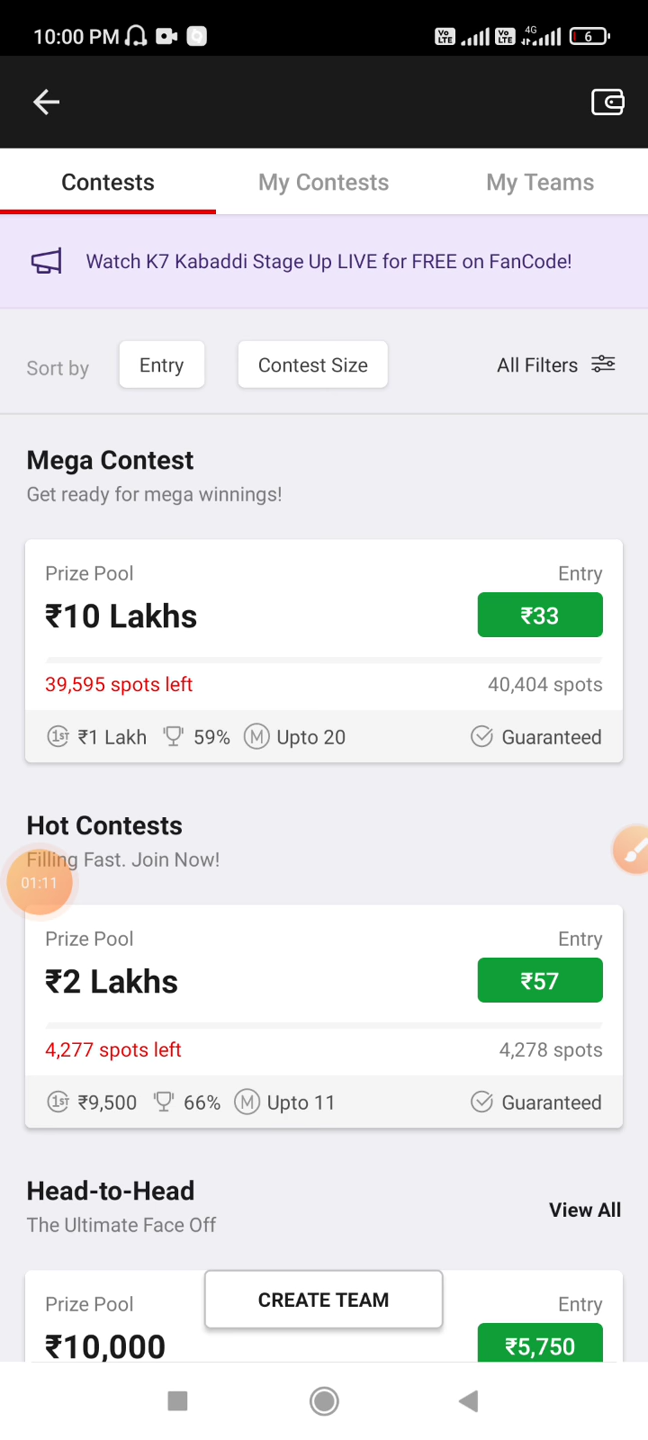 10:00 PM
Vo LTE Vo LTE 4G 6
Contests My Contests My Teams
Watch K7 Kabaddi Stage Up LIVE for FREE on FanCode!
Sort by Entry Contest Size All Filters
Mega Contest
Get ready for mega winnings!
Prize Pool Entry
₹10 Lakhs ₹33
39,595 spots left 40,404 spots
1ST ₹1 Lakh 59% M Upto 20 Guaranteed
Hot Contests
Filling Fast. Join Now!
01:11
Prize Pool Entry
₹2 Lakhs ₹57
4,277 spots left 4,278 spots
1ST ₹9,500 66% M Upto 11 Guaranteed
Head-to-Head
View All
The Ultimate Face Off
CREATE TEAM
Prize Pool Entry
₹10,000 ₹5,750